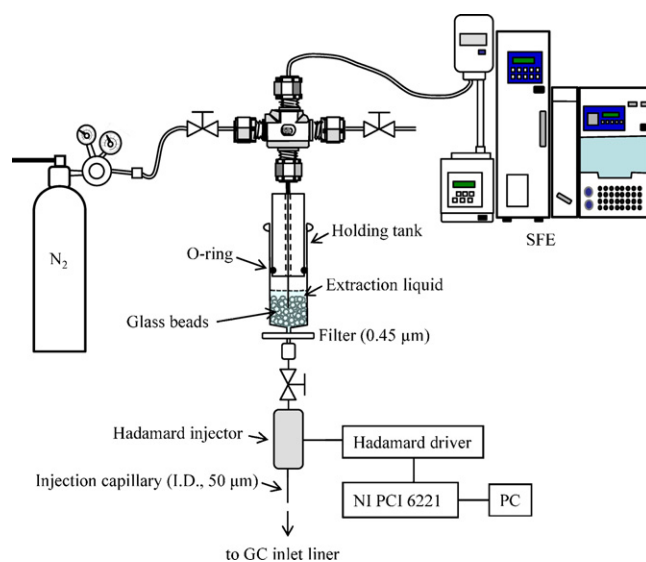 SFE
N2
Holding tank
O-ring
Extraction liquid
Glass beads
Filter (0.45 µm)
Hadamard injector
Hadamard driver
Injection capillary (I.D., 50 µm)
NI PCI 6221
PC
to GC inlet liner